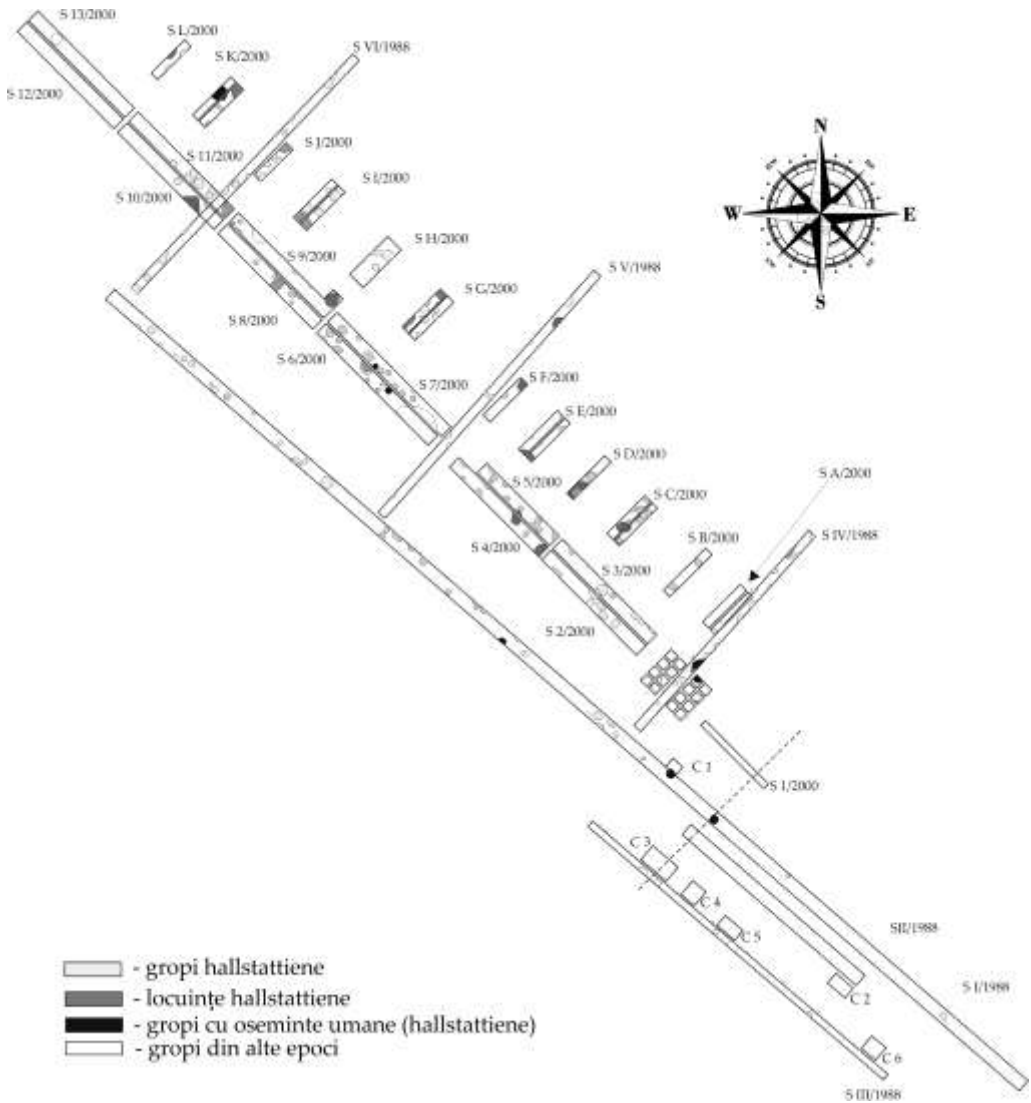 S 13/2000
S L/2000
S K/2000
S VI/1988
S 12/2000
S 11/2000
S J/2000
S 10/2000
S I/2000
S 9/2000
S H/2000
S 8/2000
S G/2000
S V/1988
S 6/2000
S 7/2000
S F/2000
S E/2000
S D/2000
S 5/2000
S C/2000
S A/2000
S 4/2000
S B/2000
S IV/1988
S 3/2000
S 2/2000
N
W
E
S
C 1
S 1/2000
C 3
C 4
C 5
C 2
C 6
SII/1988
S I/1988
S III/1988
- gropi hallstattiene
- locuințe hallstattiene
- gropi cu oseminte umane (hallstattiene)
- gropi din alte epoci